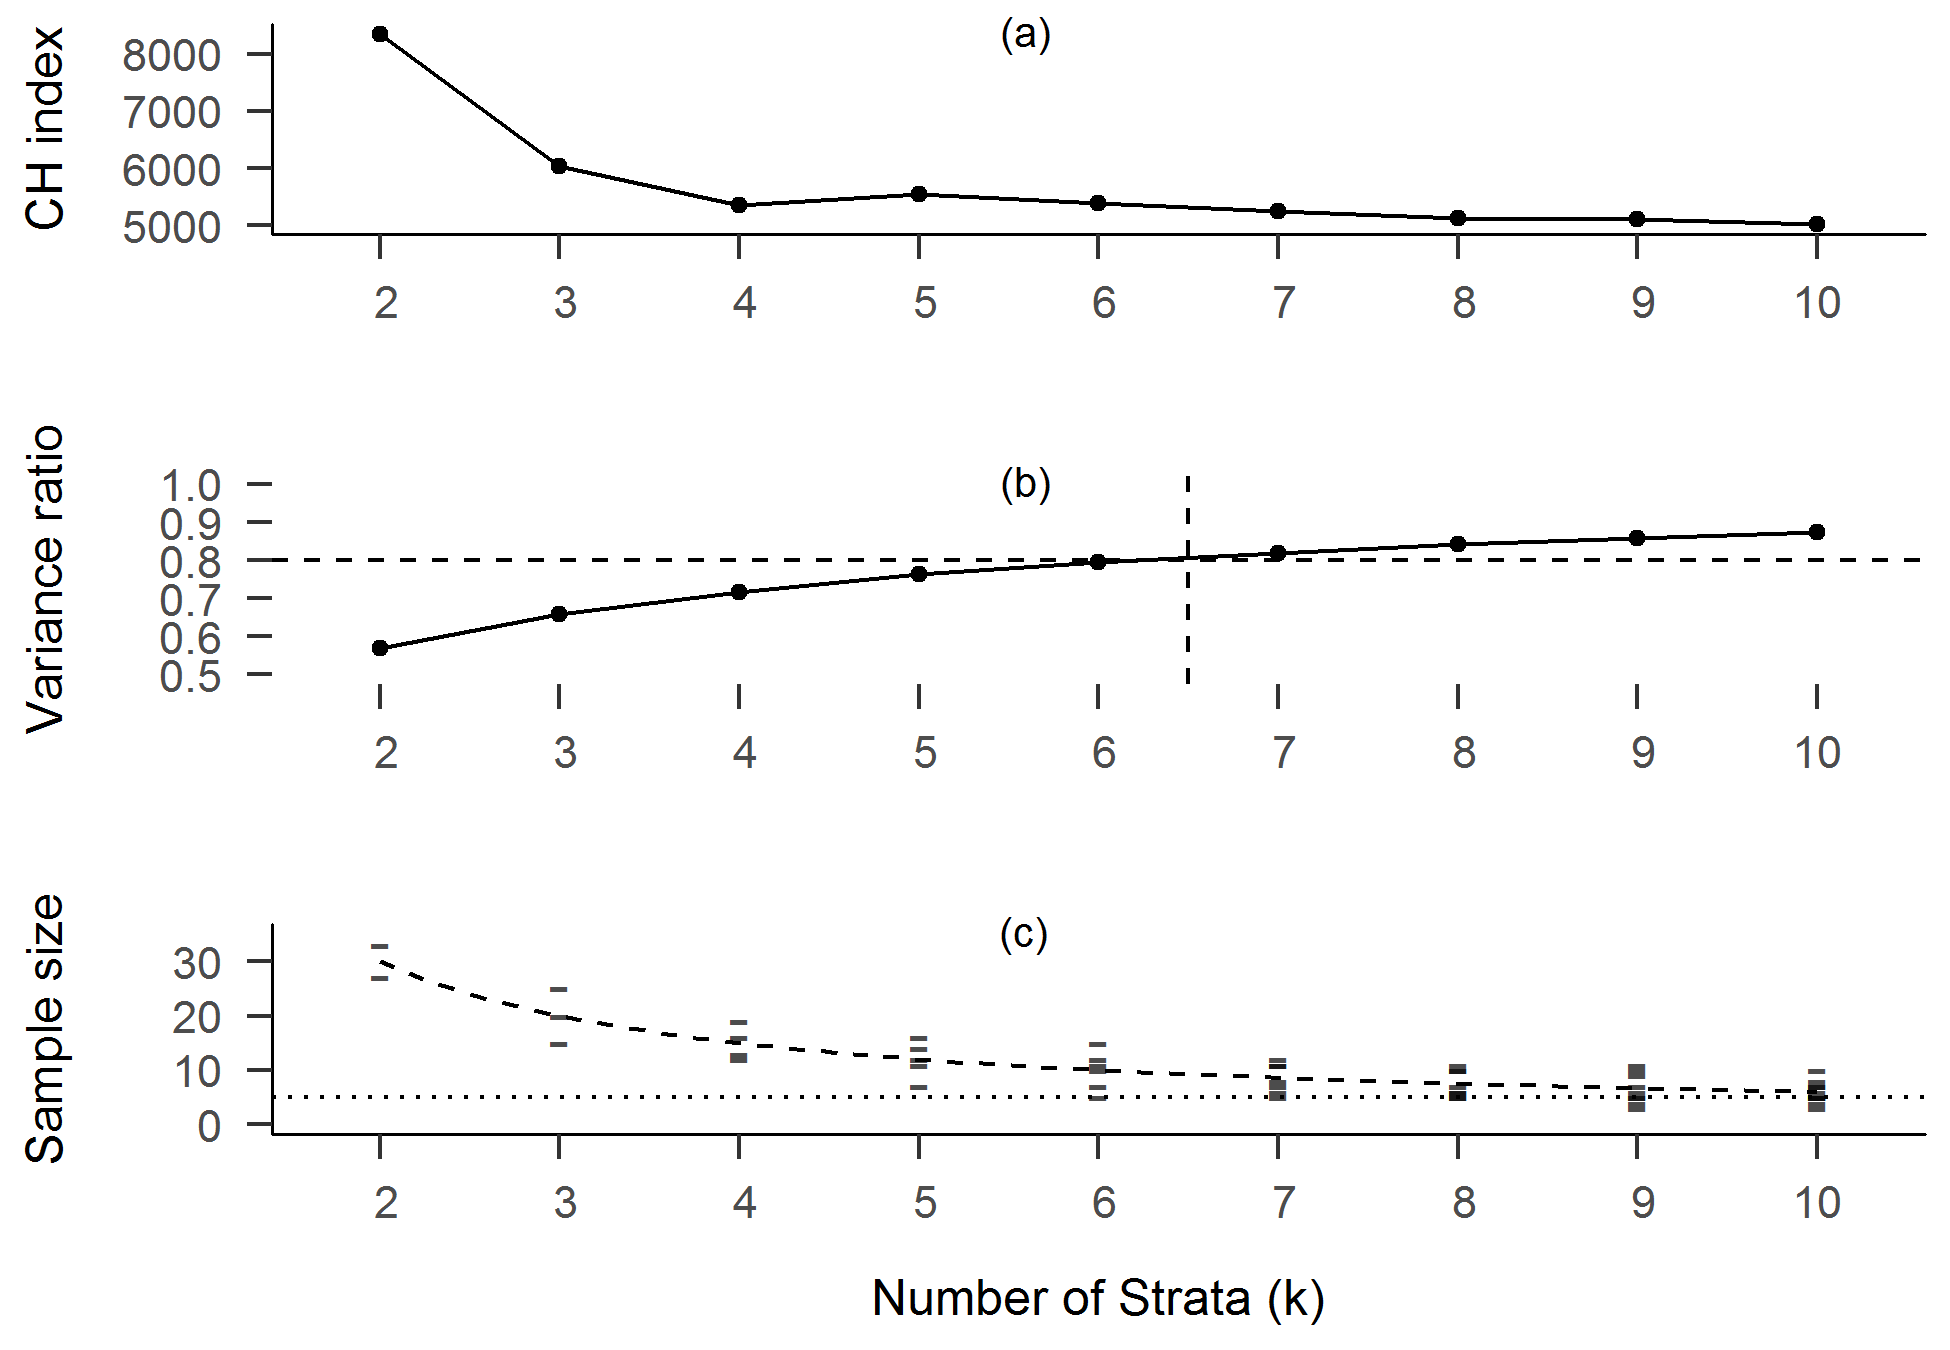 (a)
CH index
8000
7000
6000
5000
2 3 4 5 6 7 8 9 10
(b)
Variance ratio
1.0
0.9
0.8
0.7
0.6
0.5
2 3 4 5 6 7 8 9 10
(c)
Sample size
30
20
10
0
2 3 4 5 6 7 8 9 10
Number of Strata (k)